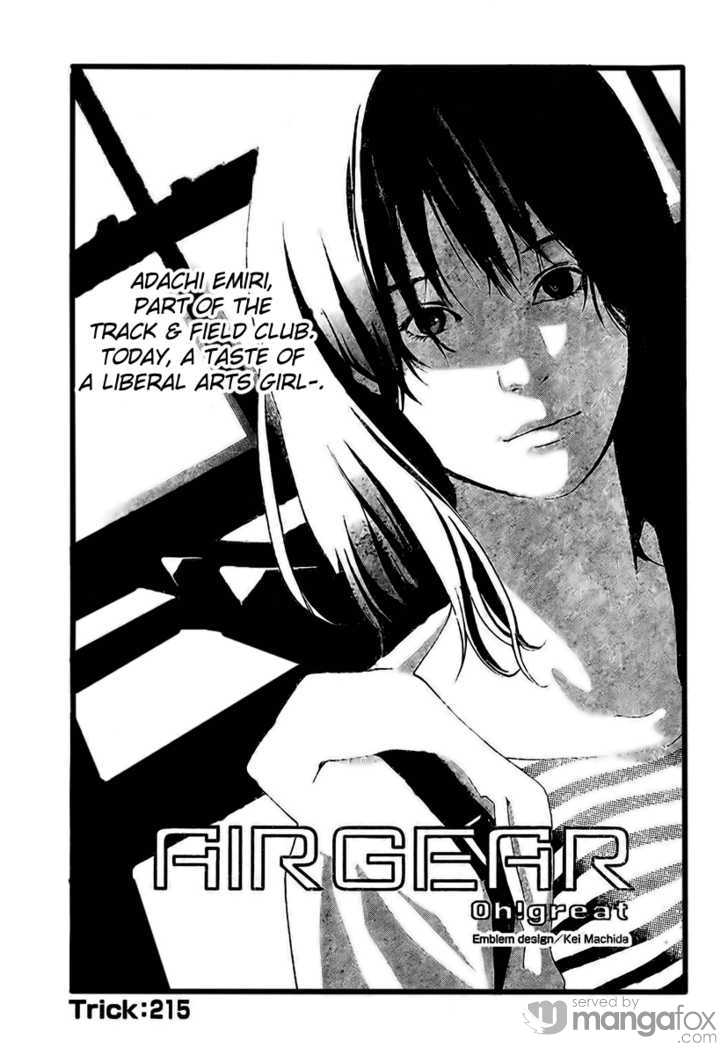 ADACHI EMIRI,
PART OF THE
TRACK & FIELD CLUB.
TODAY, A TASTE OF
A LIBERAL ARTS GIRL-.
AIRGEAR
Oh!great
Emblem design/Kei Machida
Trick:215
served by
mangafox
.com